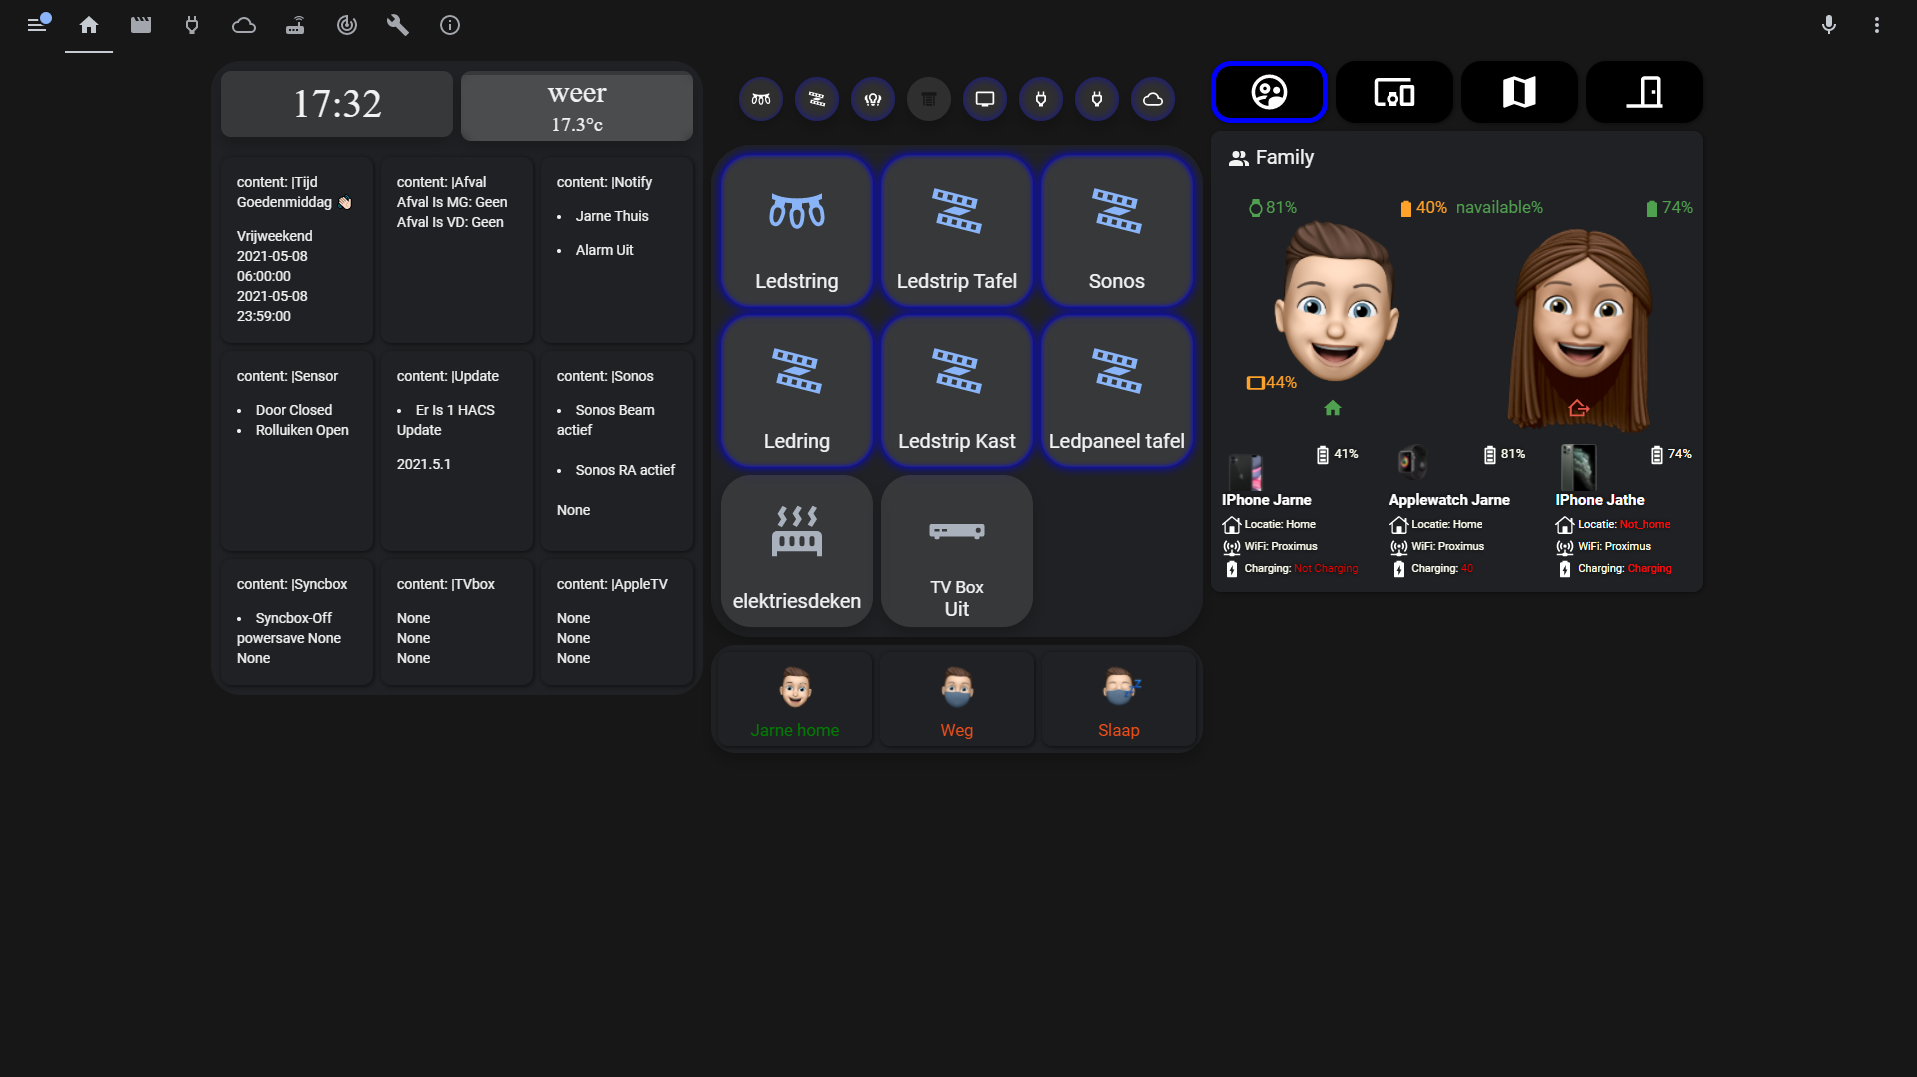 17:32
weer
17.3°c
content: |Tijd
Goedenmiddag
Vrijweekend
2021-05-08
06:00:00
2021-05-08
23:59:00
content: |Afval
Afval Is MG: Geen
Afval Is VD: Geen
content: |Notify
• Jarne Thuis
• Alarm Uit
content: |Sensor
• Door Closed
• Rolluiken Open
content: |Update
• Er Is 1 HACS
Update
2021.5.1
content: |Sonos
• Sonos Beam
actief
• Sonos RA actief
None
content: |Syncbox
• Syncbox-Off
powersave None
None
content: |TVbox
None
None
None
content: |AppleTV
None
None
None
Ledstring
Ledstrip Tafel
Sonos
Ledring
Ledstrip Kast
Ledpaneel tafel
elektriesdeken
TV Box
Uit
Jarne home
Weg
Slaap
Family
81%
40%
navailable%
74%
44%
41%
IPhone Jarne
Locatie: Home
WiFi: Proximus
Charging: Not Charging
81%
Applewatch Jarne
Locatie: Home
WiFi: Proximus
Charging: 40
74%
IPhone Jathe
Locatie: Not_home
WiFi: Proximus
Charging: Charging